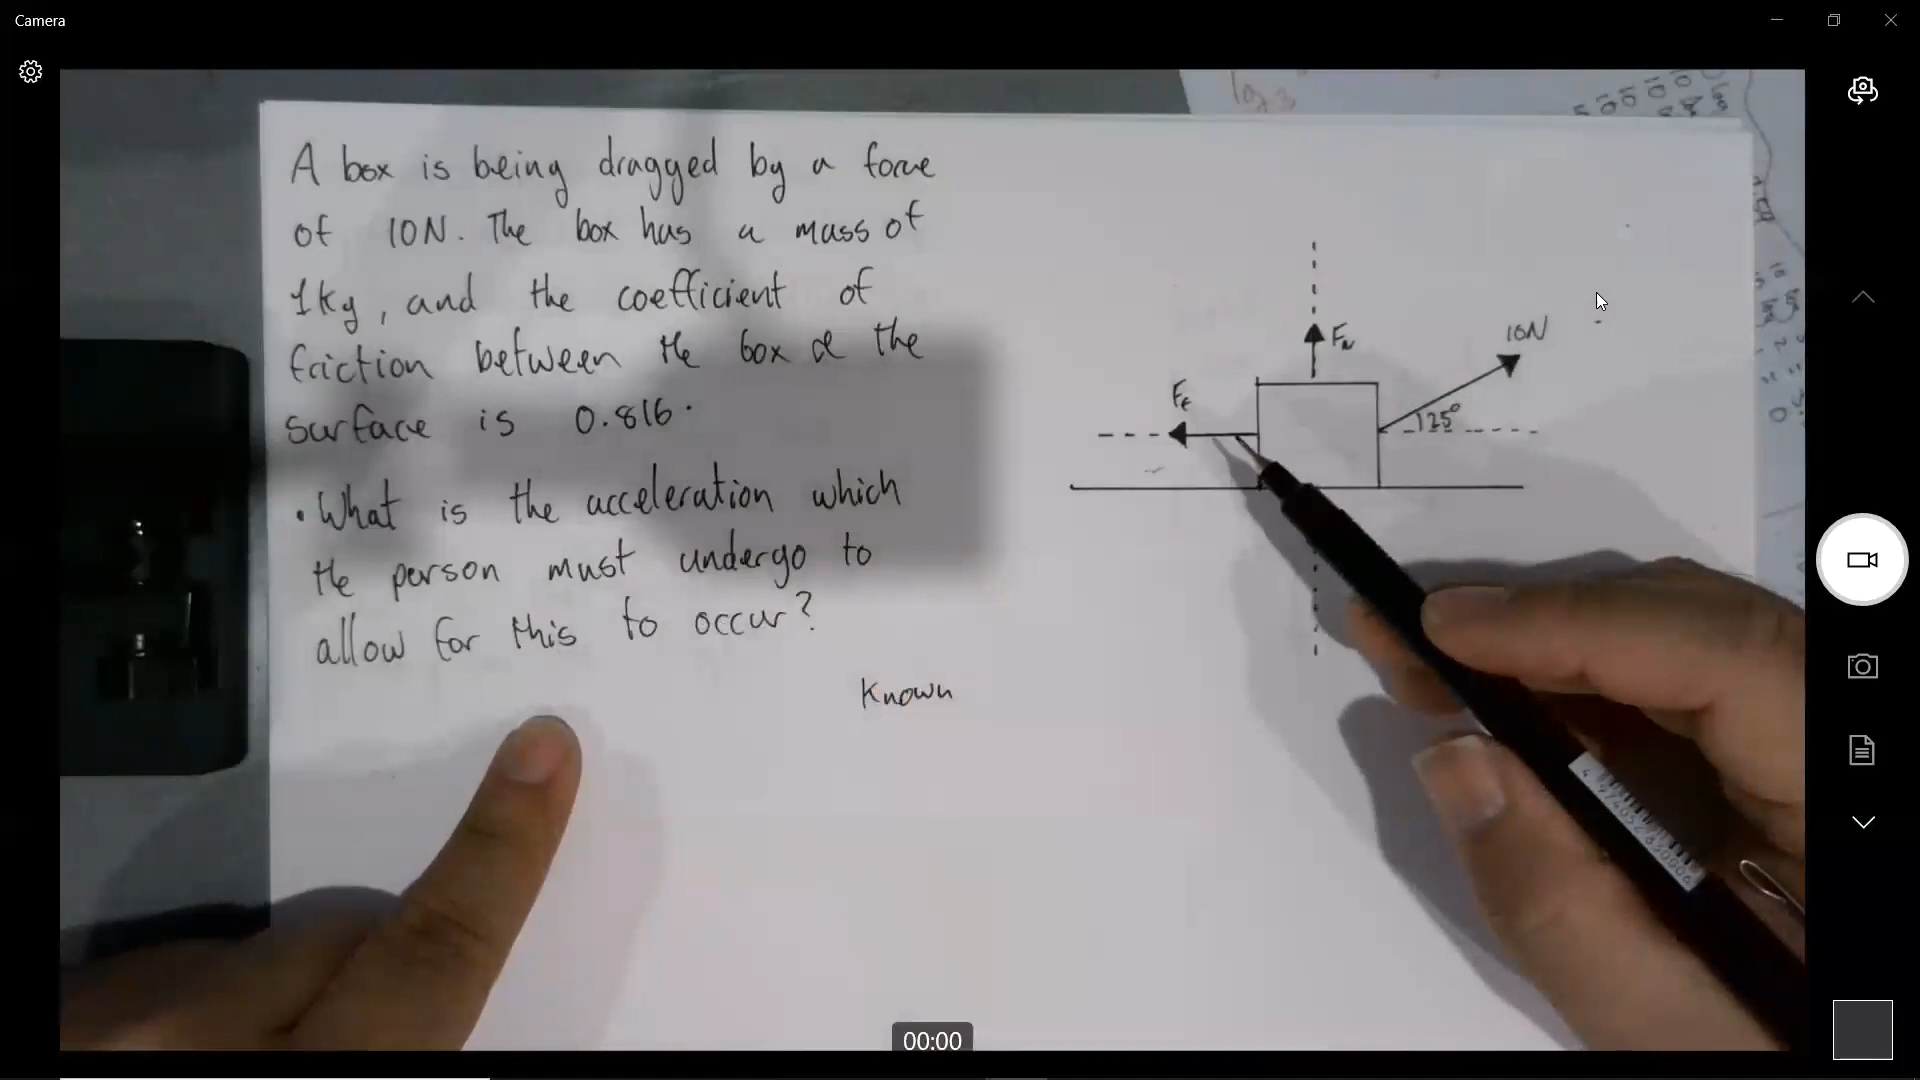 Camera
log 3
A box is being dragged by a force
of 10N. The box has a mass of
1kg, and the coefficient of
friction between the box & the
surface is 0.816.
• What is the acceleration which
the person must undergo to
allow for this to occur?
Known
FN
10N
Ff
25°
00:00